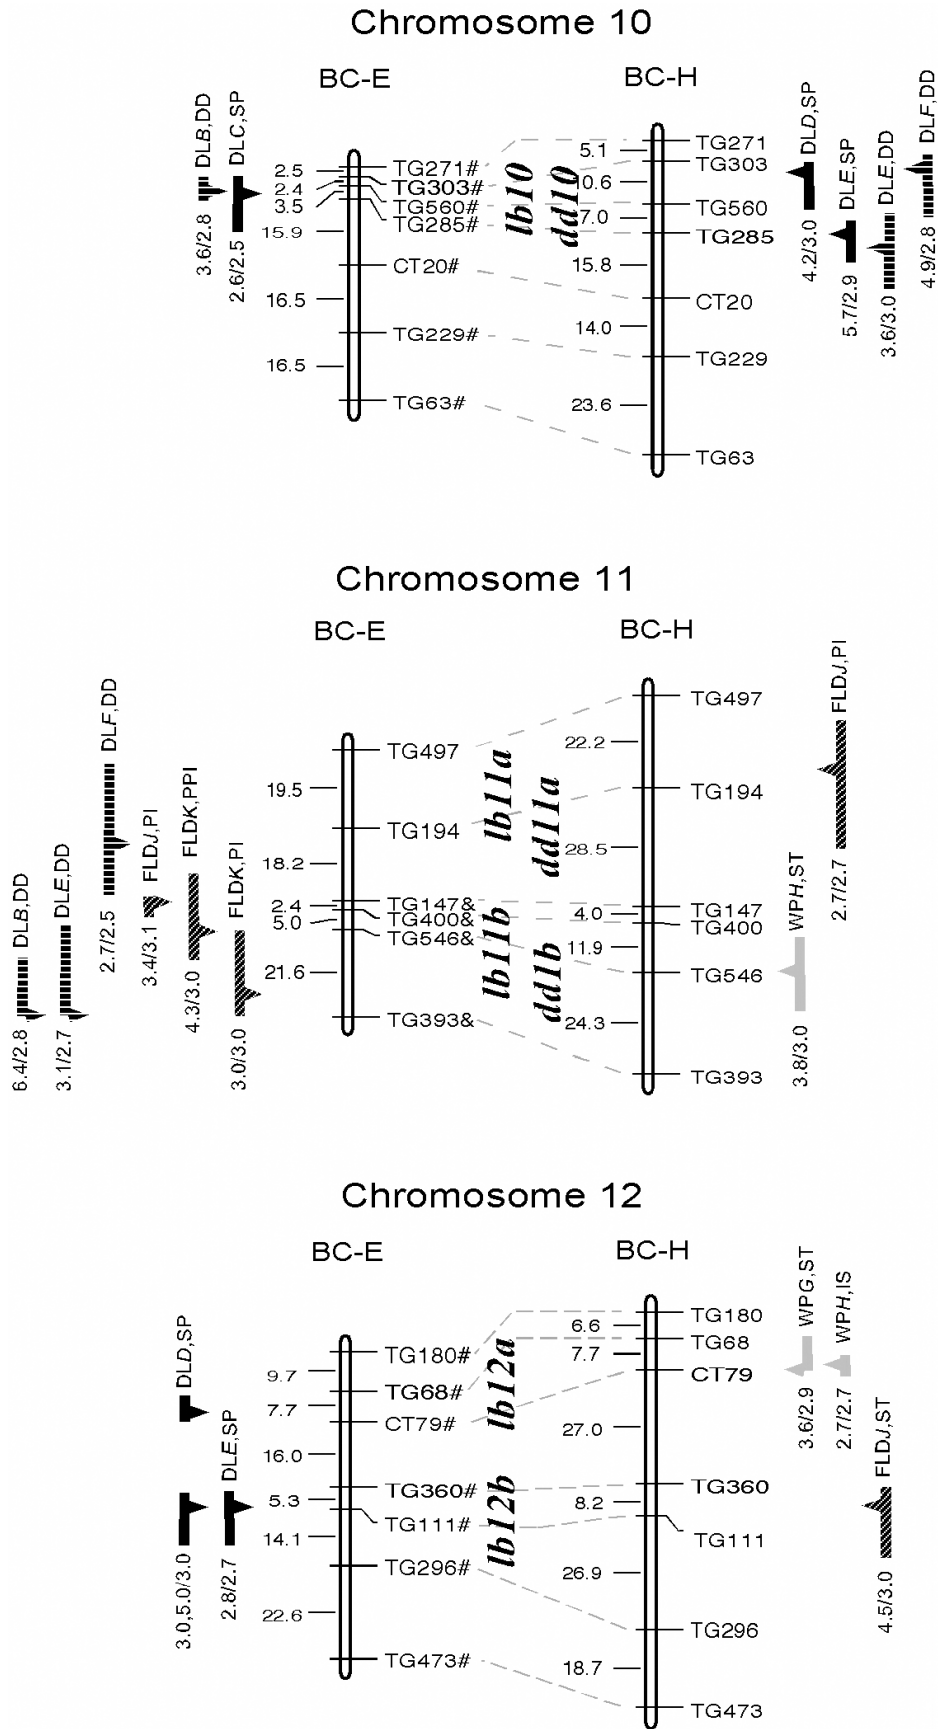 Chromosome 10
BC-E
BC-H
DLB,DD
3.6/2.8
DLC,SP
2.6/2.5
2.5
2.4
3.5
15.9
16.5
16.5
TG271#
TG303#
TG560#
TG285#
CT20#
TG229#
TG63#
lb10
dd10
5.1
10.6
7.0
15.8
14.0
23.6
TG271
TG303
TG560
TG285
CT20
TG229
TG63
DLD,SP
4.2/3.0
DLE,SP
5.7/2.9
DLE,DD
3.6/3.0
DLF,DD
4.9/2.8
Chromosome 11
BC-E
BC-H
DLB,DD
6.4/2.8
DLE,DD
3.1/2.7
DLF,DD
2.7/2.5
FLDJ,PI
3.4/3.1
FLDK,PPI
4.3/3.0
FLDK,PI
3.0/3.0
19.5
18.2
2.4
5.0
21.6
TG497
TG194
TG147&
TG400&
TG546&
TG393&
lb11a
dd11a
lb11b
dd1b
22.2
28.5
4.0
11.9
24.3
TG497
TG194
TG147
TG400
TG546
TG393
WPH,ST
3.8/3.0
FLDJ,PI
2.7/2.7
Chromosome 12
BC-E
BC-H
DLD,SP
3.0,5.0/3.0
DLE,SP
2.8/2.7
9.7
7.7
16.0
5.3
14.1
22.6
TG180#
TG68#
CT79#
TG360#
TG111#
TG296#
TG473#
lb12a
lb12b
6.6
7.7
27.0
8.2
26.9
18.7
TG180
TG68
CT79
TG360
TG111
TG296
TG473
WPG,ST
3.6/2.9
WPH,IS
2.7/2.7
FLDJ,ST
4.5/3.0